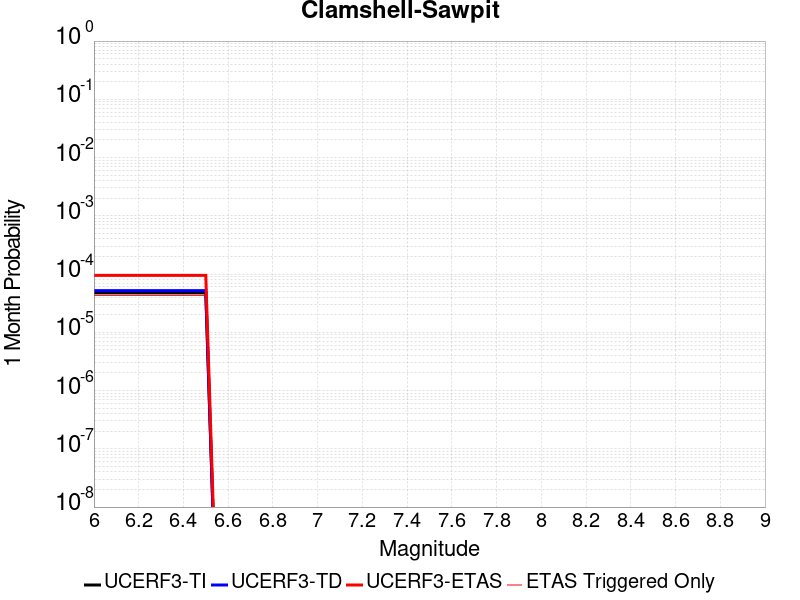 Clamshell-Sawpit
1 Month Probability
10^0
10^-1
10^-2
10^-3
10^-4
10^-5
10^-6
10^-7
10^-8
6 6.2 6.4 6.6 6.8 7 7.2 7.4 7.6 7.8 8 8.2 8.4 8.6 8.8 9
Magnitude
UCERF3-TI UCERF3-TD UCERF3-ETAS ETAS Triggered Only